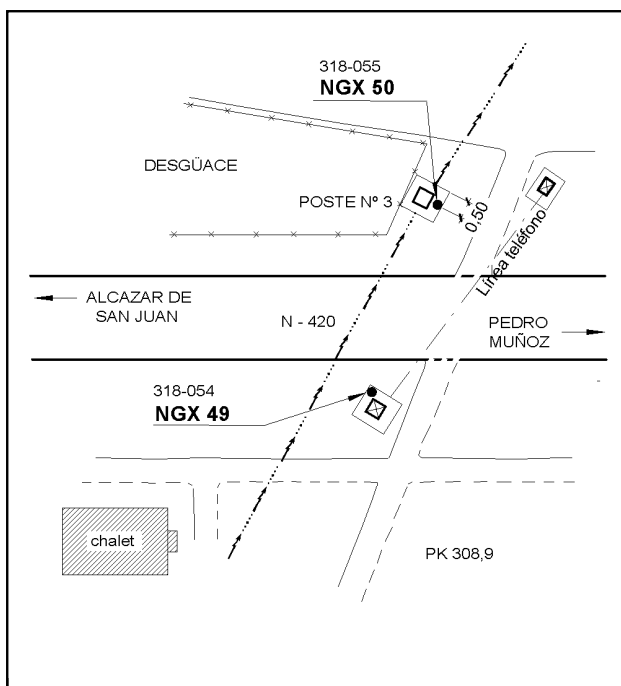 318-055
NGX 50
DESGÜACE
POSTE Nº 3
0,50
Línea teléfono
ALCAZAR DE
SAN JUAN
N - 420
PEDRO
MUÑOZ
318-054
NGX 49
chalet
PK 308,9